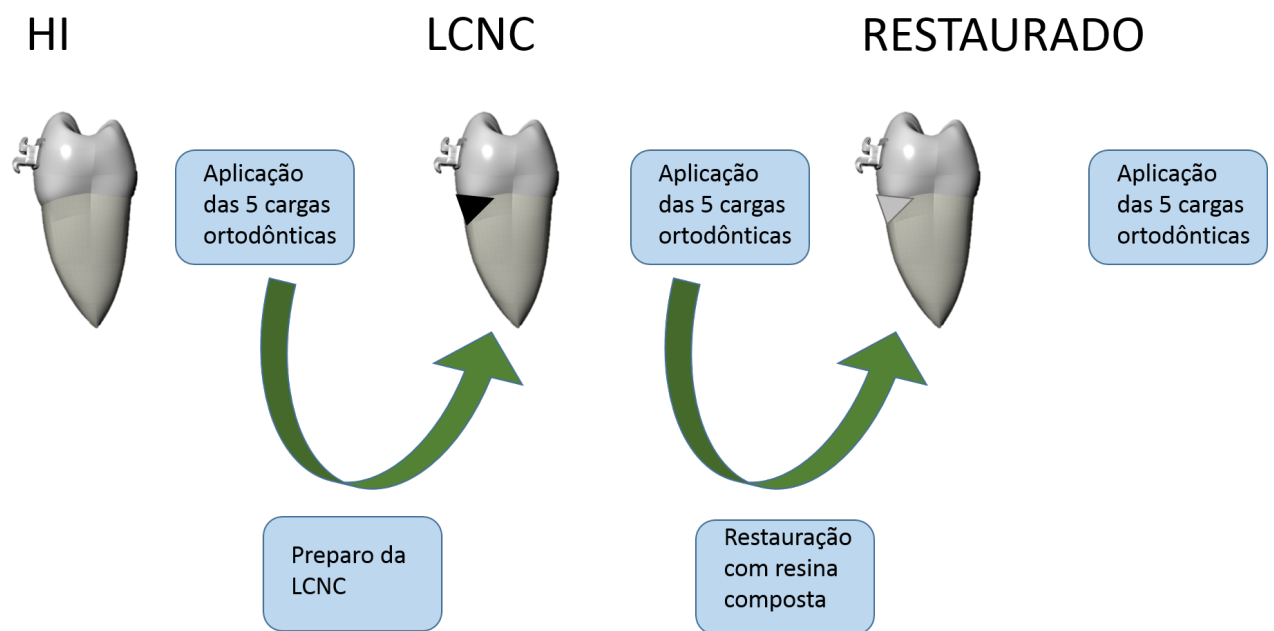 HI
LCNC
RESTAURADO
Aplicação
das 5 cargas
ortodônticas
Aplicação
das 5 cargas
ortodônticas
Aplicação
das 5 cargas
ortodônticas
Preparo da
LCNC
Restauração
com resina
composta